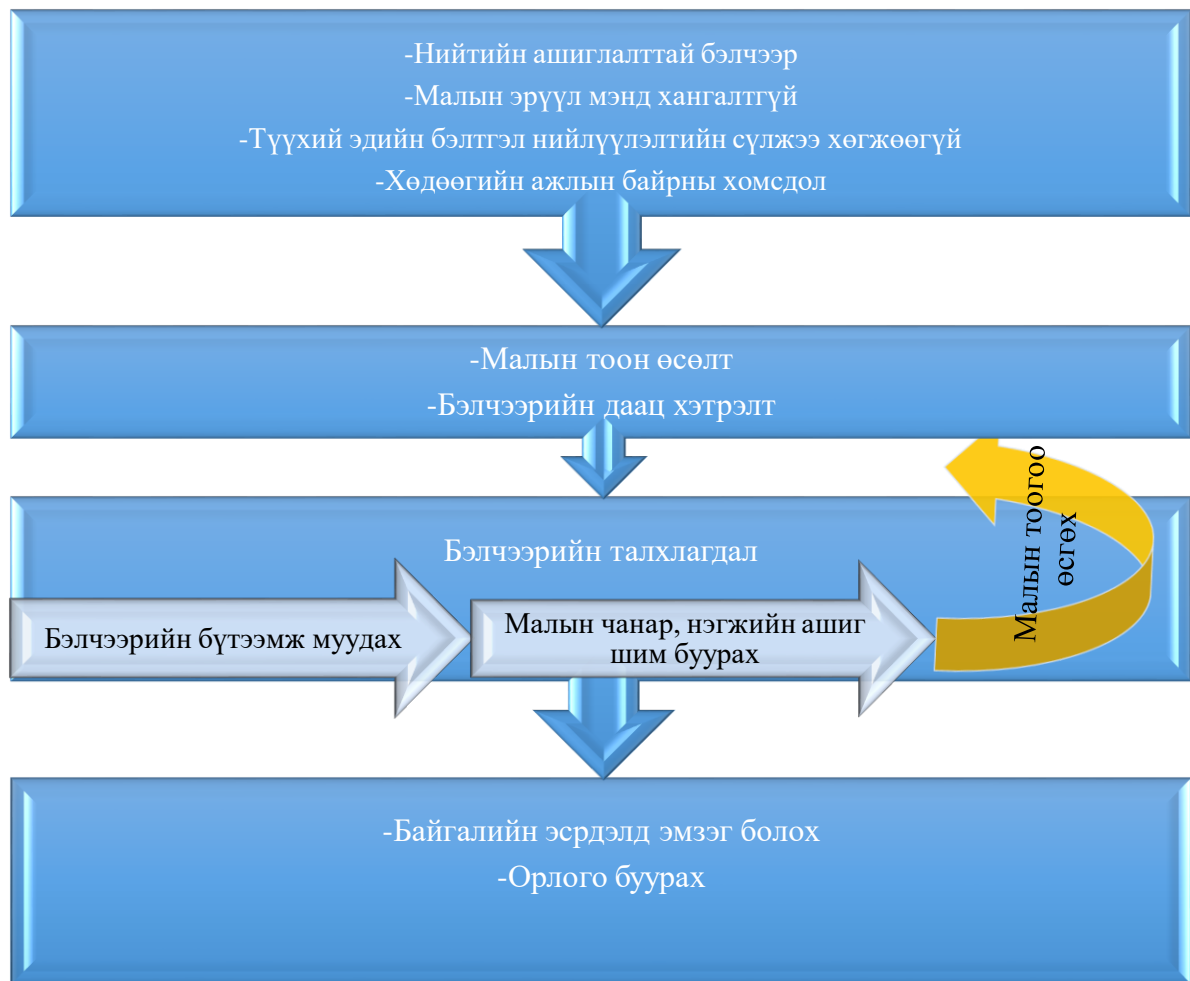 -Нийтийн ашиглалттай бэлчээр
-Малын эрүүл мэнд хангалтгүй
-Түүхий эдийн бэлтгэл нийлүүлэлтийн сүлжээ хөгжөөгүй
-Хөдөөгийн ажлын байрны хомсдол
-Малын тоон өсөлт
-Бэлчээрийн даац хэтрэлт
Бэлчээрийн талхлагдал
Бэлчээрийн бүтээмж муудах
Малын чанар, нэгжийн ашиг
шим буурах
Малын тоогоо
өсгөх
-Байгалийн эсрдэлд эмзэг болох
-Орлого буурах